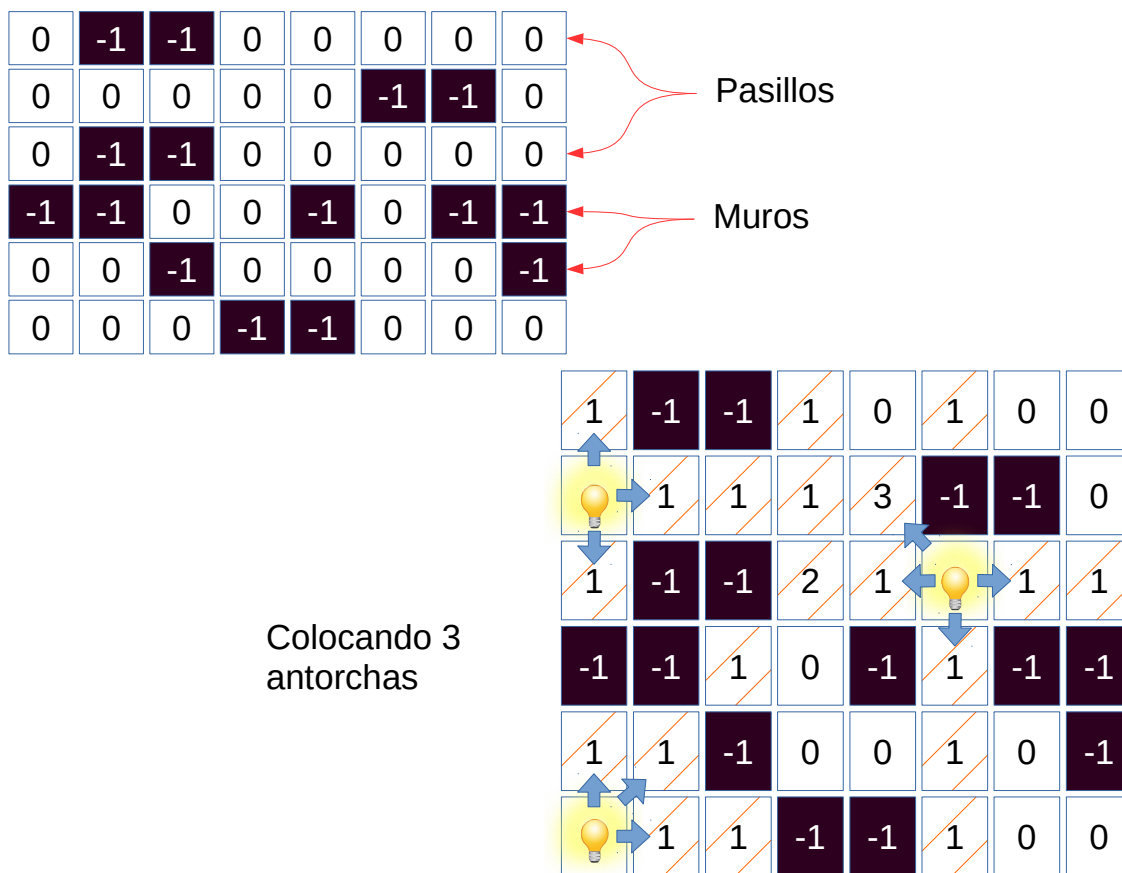 0 -1 -1 0 0 0 0 0
0 0 0 0 0 -1 -1 0
Pasillos
0 -1 -1 0 0 0 0 0
-1 -1 0 0 -1 0 -1 -1
Muros
0 0 -1 0 0 0 0 -1
0 0 0 -1 -1 0 0 0
1 -1 -1 1 0 1 0 0
1 1 1 3 -1 -1 0
1 -1 -1 2 1 1 1
Colocando 3
antorchas
-1 -1 1 0 -1 1 -1 -1
1 1 -1 0 0 1 0 -1
1 1 -1 -1 1 0 0